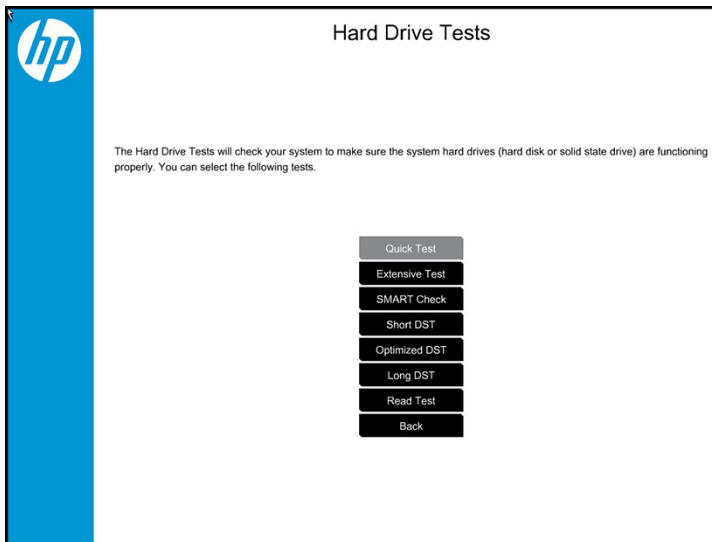 hp
Hard Drive Tests
The Hard Drive Tests will check your system to make sure the system hard drives (hard disk or solid state drive) are functioning
properly. You can select the following tests.
Quick Test
Extensive Test
SMART Check
Short DST
Optimized DST
Long DST
Read Test
Back